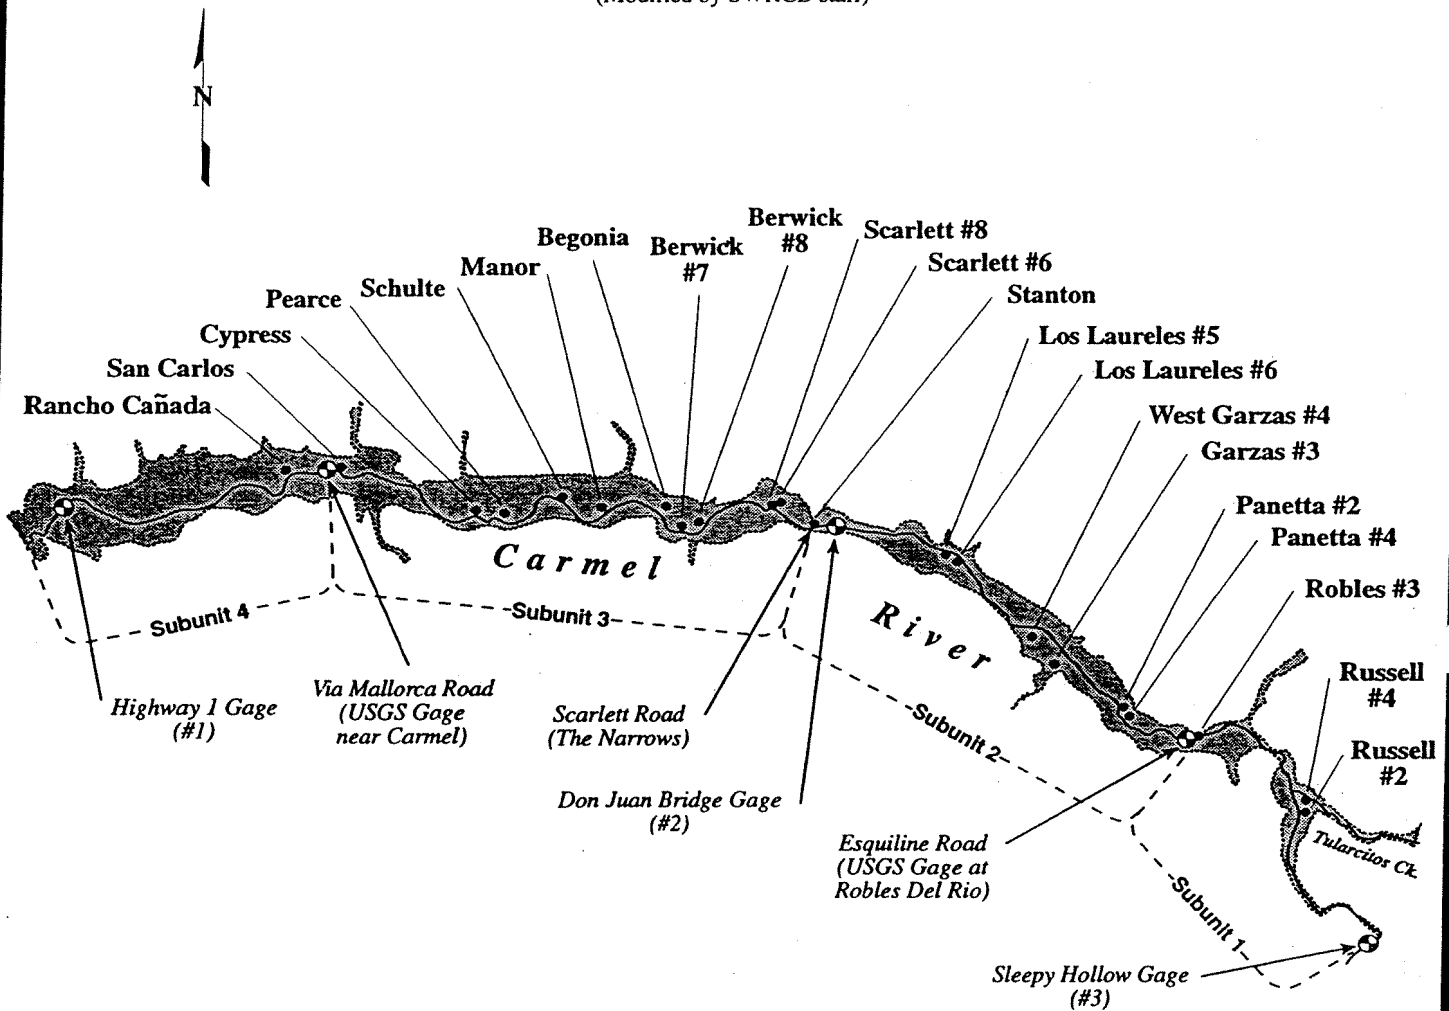 (Modified by SWRCB staff)
N
Berwick
#8
Scarlett #8
Begonia
Berwick
#7
Scarlett #6
Manor
Schulte
Stanton
Pearce
Cypress
Los Laureles #5
San Carlos
Los Laureles #6
Rancho Cañada
West Garzas #4
Garzas #3
Panetta #2
Panetta #4
Carmel
River
Robles #3
Subunit 4
Subunit 3
Russell
#4
Highway 1 Gage
(#1)
Via Mallorca Road
(USGS Gage
near Carmel)
Scarlett Road
(The Narrows)
Subunit 2
Russell
#2
Don Juan Bridge Gage
(#2)
Esquiline Road
(USGS Gage at
Robles Del Rio)
Tularcitos Ck.
Subunit 1
Sleepy Hollow Gage
(#3)